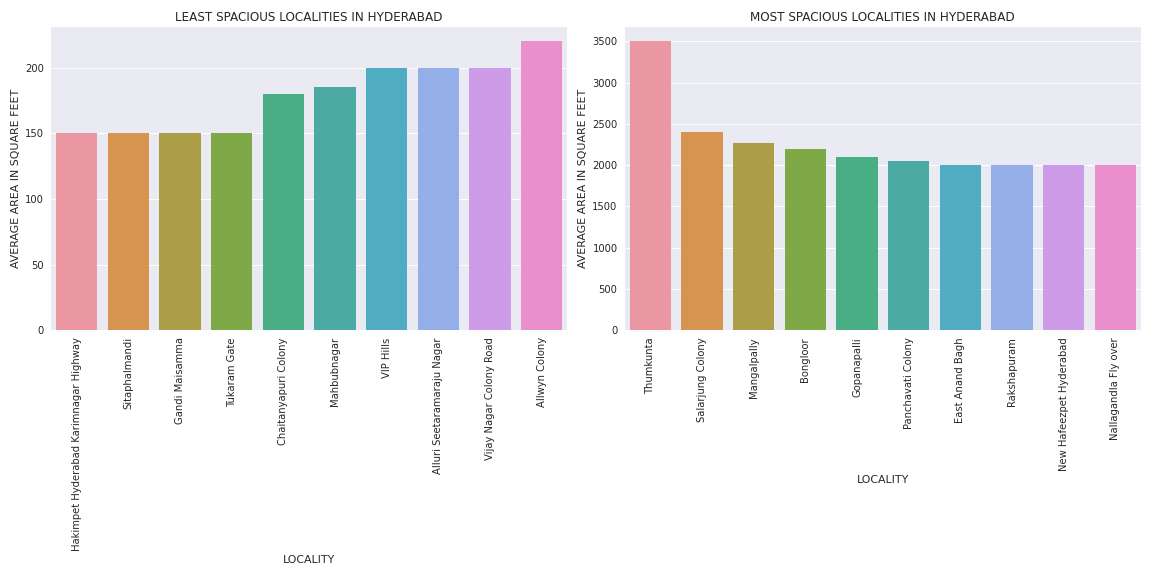 LEAST SPACIOUS LOCALITIES IN HYDERABAD
AVERAGE AREA IN SQUARE FEET
200
150
100
50
0
Hakimpet Hyderabad Karimnagar Highway
Sitaphalmandi
Gandi Maisamma
Tukaram Gate
Chaitanyapuri Colony
Mahbubnagar
VIP Hills
Alluri Seetaramaraju Nagar
Vijay Nagar Colony Road
Allwyn Colony
LOCALITY
MOST SPACIOUS LOCALITIES IN HYDERABAD
AVERAGE AREA IN SQUARE FEET
3500
3000
2500
2000
1500
1000
500
0
Thumkunta
Salarjung Colony
Mangalpally
Bongloor
Gopanapalli
Panchavati Colony
East Anand Bagh
Rakshapuram
New Hafeezpet Hyderabad
Nallagandla Fly over
LOCALITY